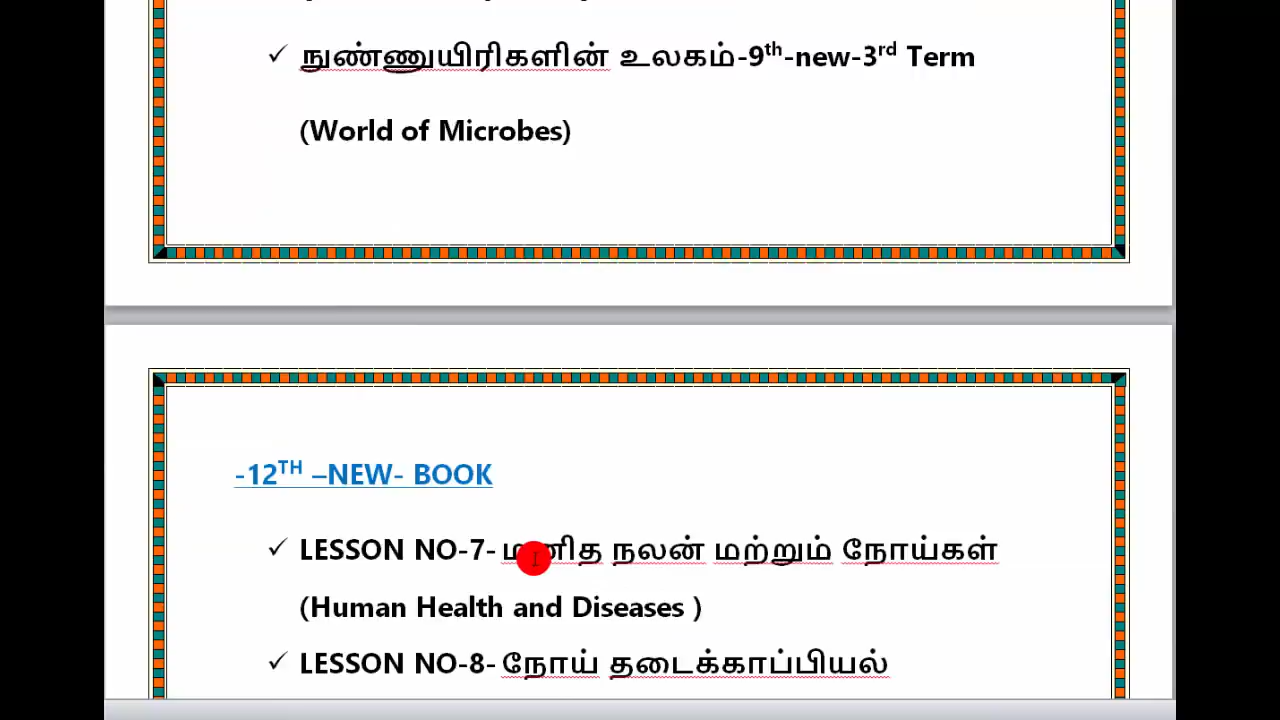 ✓ நுண்ணுயிரிகளின் உலகம்-9th-new-3rd Term
(World of Microbes)
-12TH –NEW- BOOK
✓ LESSON NO-7- மனித நலன் மற்றும் நோய்கள்
(Human Health and Diseases )
✓ LESSON NO-8- நோய் தடைக்காப்பியல்